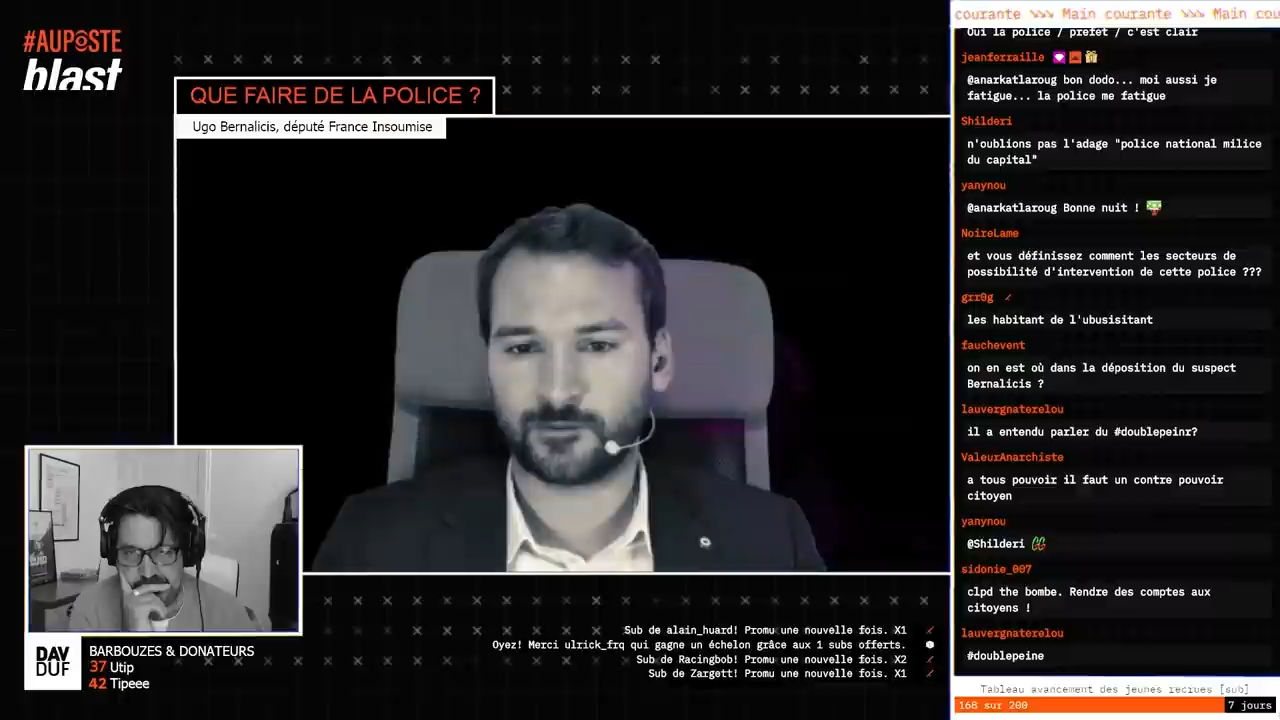 #AUPOSTE
blast
QUE FAIRE DE LA POLICE ?
Ugo Bernalicis, député France Insoumise
DAV
DUF
BARBOUZES & DONATEURS
37 Utip
42 Tipeee
Sub de alain_huard! Promu une nouvelle fois. X1
Oyez! Merci ulrick_frq qui gagne un échelon grâce aux 1 subs offerts.
Sub de Racingbob! Promu une nouvelle fois. X2
Sub de Zargett! Promu une nouvelle fois. X1
courante >>> Main courante >>> Main cou
Oui la police / prefet / c'est clair
jeanferraille
@anarkatlaroug bon dodo... moi aussi je
fatigue... la police me fatigue
Shilderi
n'oublions pas l'adage "police national milice
du capital"
yanynou
@anarkatlaroug Bonne nuit !
NoireLame
et vous définissez comment les secteurs de
possibilité d'intervention de cette police ???
grr0g
les habitant de l'ubusisitant
fauchevent
on en est où dans la déposition du suspect
Bernalicis ?
lauvergnaterelou
il a entendu parler du #doublepeinr?
ValeurAnarchiste
a tous pouvoir il faut un contre pouvoir
citoyen
yanynou
@Shilderi
sidonie_007
clpd the bombe. Rendre des comptes aux
citoyens !
lauvergnaterelou
#doublepeine
Tableau avancement des jeunes recrues [sub]
168 sur 200
7 jours